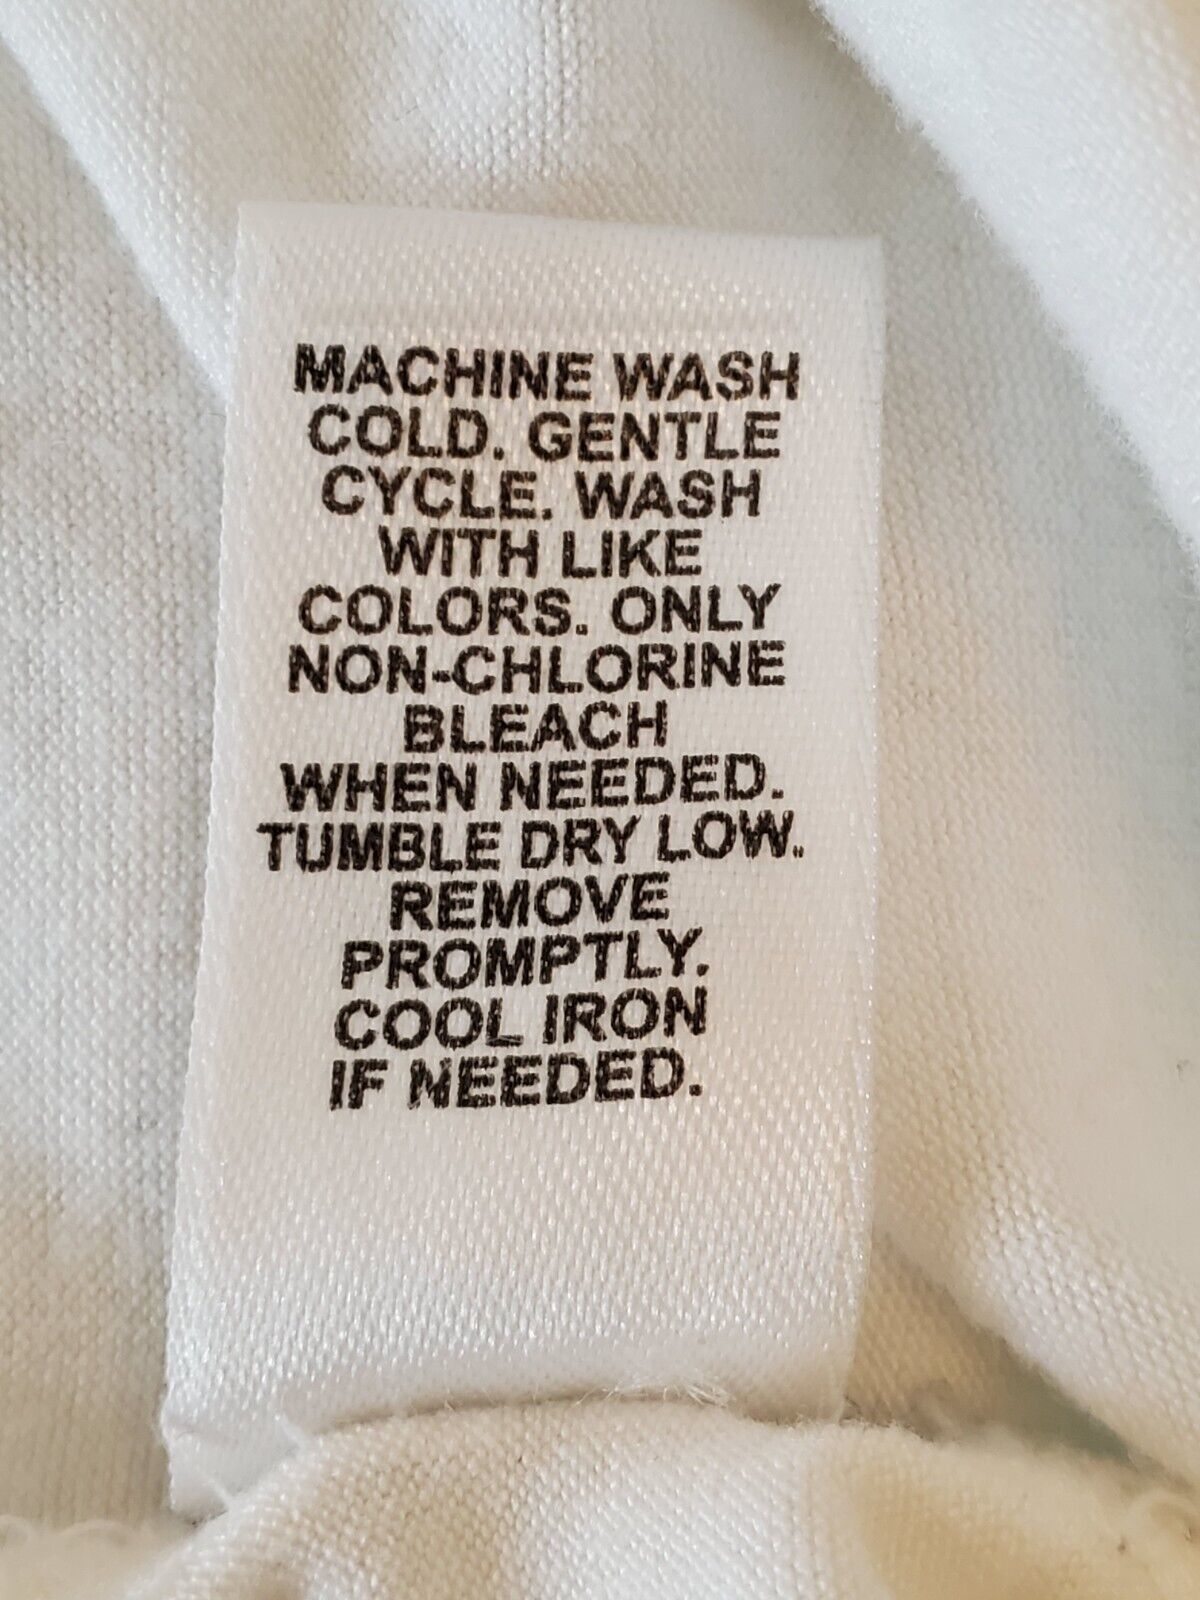 MACHINE WASH
COLD. GENTLE
CYCLE. WASH
WITH LIKE
COLORS. ONLY
NON-CHLORINE
BLEACH
WHEN NEEDED.
TUMBLE DRY LOW.
REMOVE
PROMPTLY.
COOL IRON
IF NEEDED.